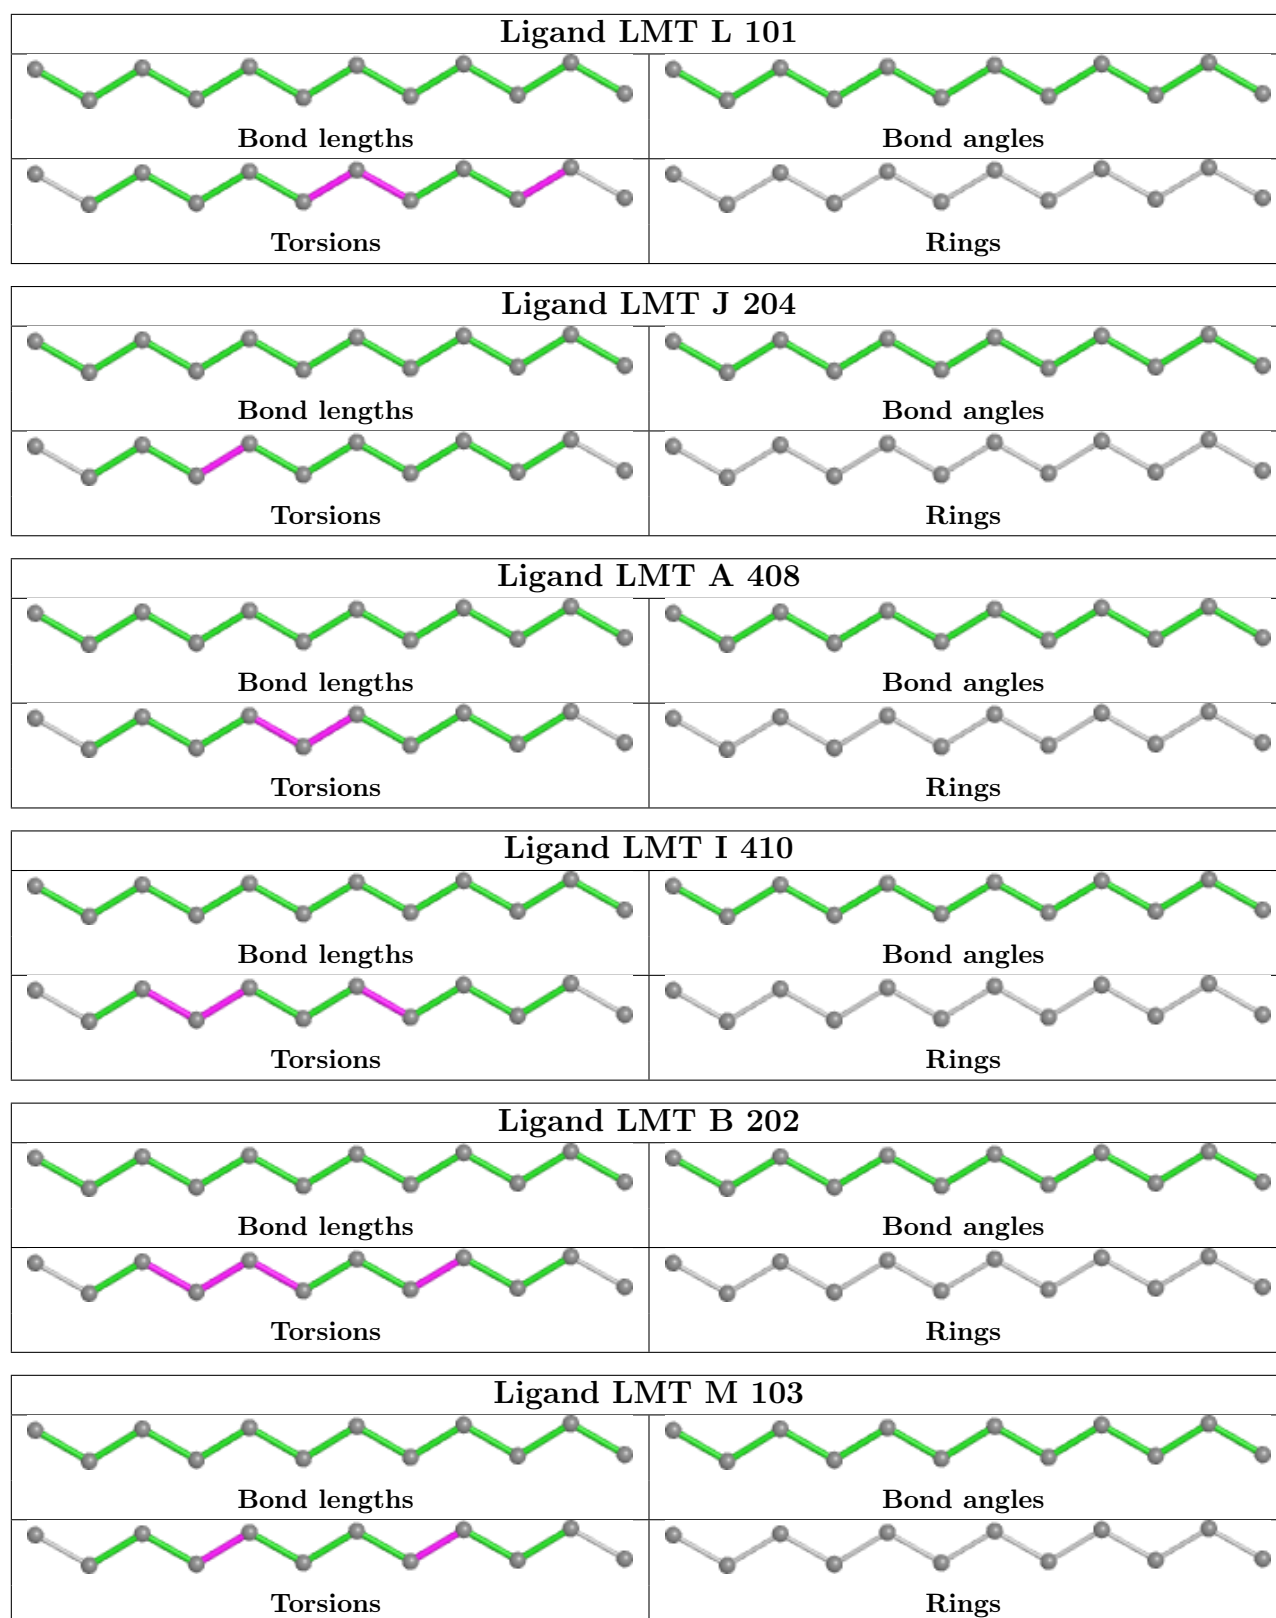 Ligand LMT L 101
Bond lengths
Bond angles
Torsions
Rings
Ligand LMT J 204
Bond lengths
Bond angles
Torsions
Rings
Ligand LMT A 408
Bond lengths
Bond angles
Torsions
Rings
Ligand LMT I 410
Bond lengths
Bond angles
Torsions
Rings
Ligand LMT B 202
Bond lengths
Bond angles
Torsions
Rings
Ligand LMT M 103
Bond lengths
Bond angles
Torsions
Rings